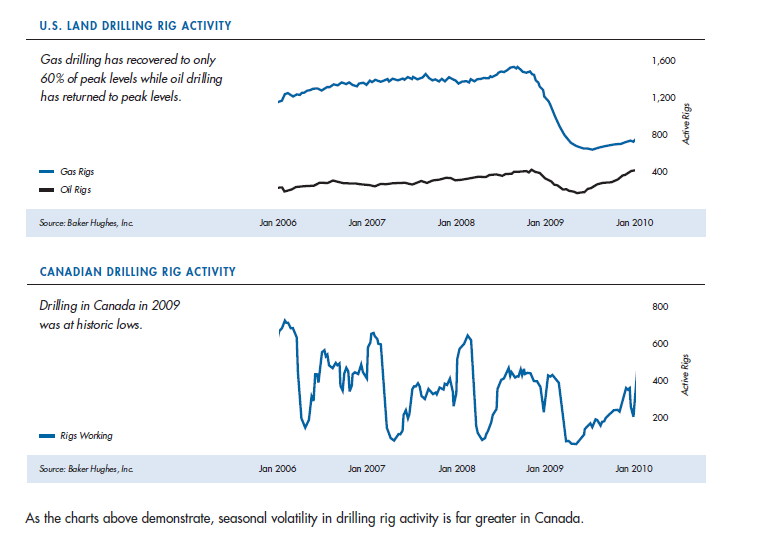 U.S. LAND DRILLING RIG ACTIVITY
Gas drilling has recovered to only
60% of peak levels while oil drilling
has returned to peak levels.
1,600
1,200
800
400
Active Rigs
Gas Rigs
Oil Rigs
Source: Baker Hughes, Inc.
Jan 2006
Jan 2007
Jan 2008
Jan 2009
Jan 2010
CANADIAN DRILLING RIG ACTIVITY
Drilling in Canada in 2009
was at historic lows.
800
600
400
200
Active Rigs
Rigs Working
Source: Baker Hughes, Inc.
Jan 2006
Jan 2007
Jan 2008
Jan 2009
Jan 2010
As the charts above demonstrate, seasonal volatility in drilling rig activity is far greater in Canada.